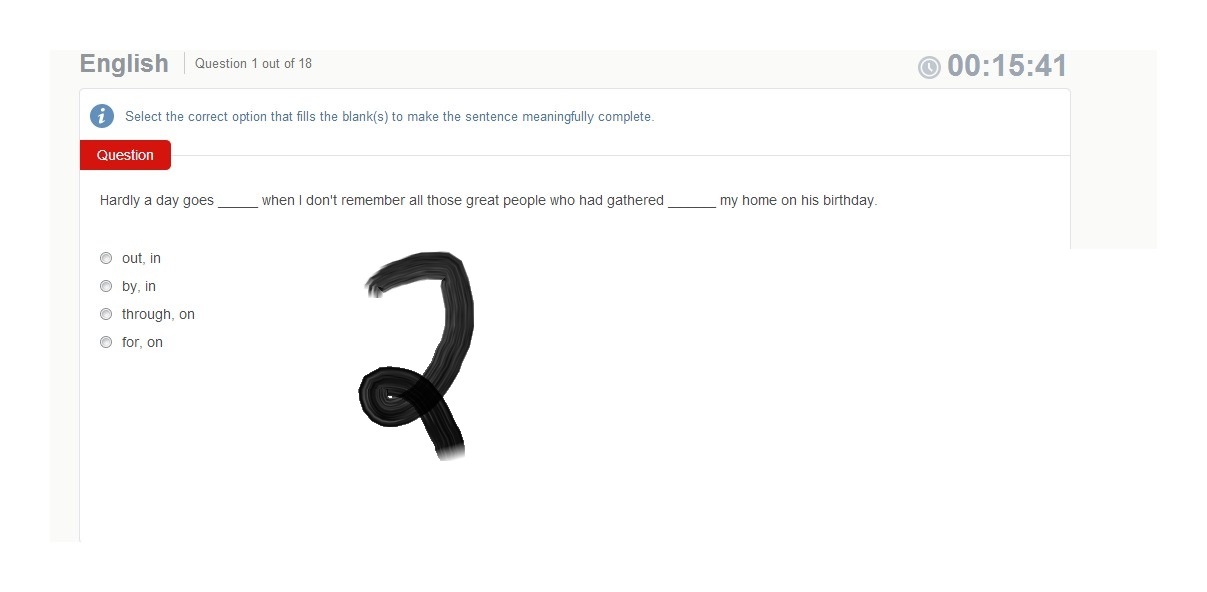 English
Question 1 out of 18
00:15:41
i
Select the correct option that fills the blank(s) to make the sentence meaningfully complete.
Question
Hardly a day goes _____ when I don't remember all those great people who had gathered ______ my home on his birthday.
out, in
by, in
through, on
for, on
२